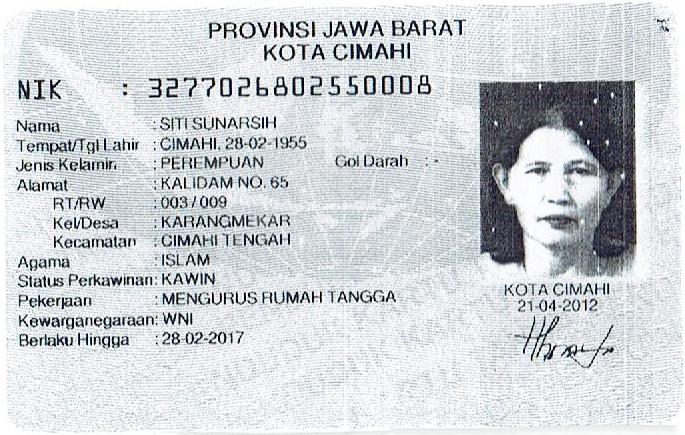 PROVINSI JAWA BARAT
KOTA CIMAHI
NIK : 3277026802550008
Nama : SITI SUNARSIH
Tempat/Tgl Lahir : CIMAHI, 28-02-1955
Jenis Kelamin : PEREMPUAN Gol Darah : -
Alamat : KALIDAM NO. 65
RT/RW : 003 / 009
Kel/Desa : KARANGMEKAR
Kecamatan : CIMAHI TENGAH
Agama : ISLAM
Status Perkawinan: KAWIN
Pekerjaan : MENGURUS RUMAH TANGGA
Kewarganegaraan: WNI
Berlaku Hingga : 28-02-2017
KOTA CIMAHI
21-04-2012